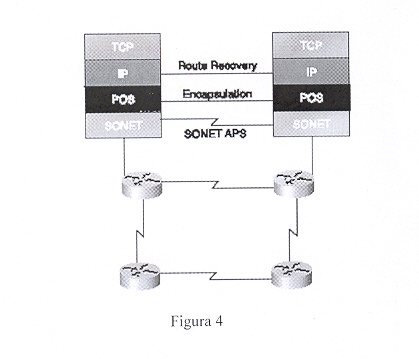 TCP
TCP
IP
Route Recovery
IP
POS
Encapsulation
POS
SONET
SONET APS
SONET
Figura 4